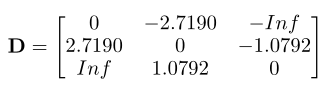 0 −2.7190 −Inf
D = 2.7190 0 −1.0792
Inf 1.0792 0